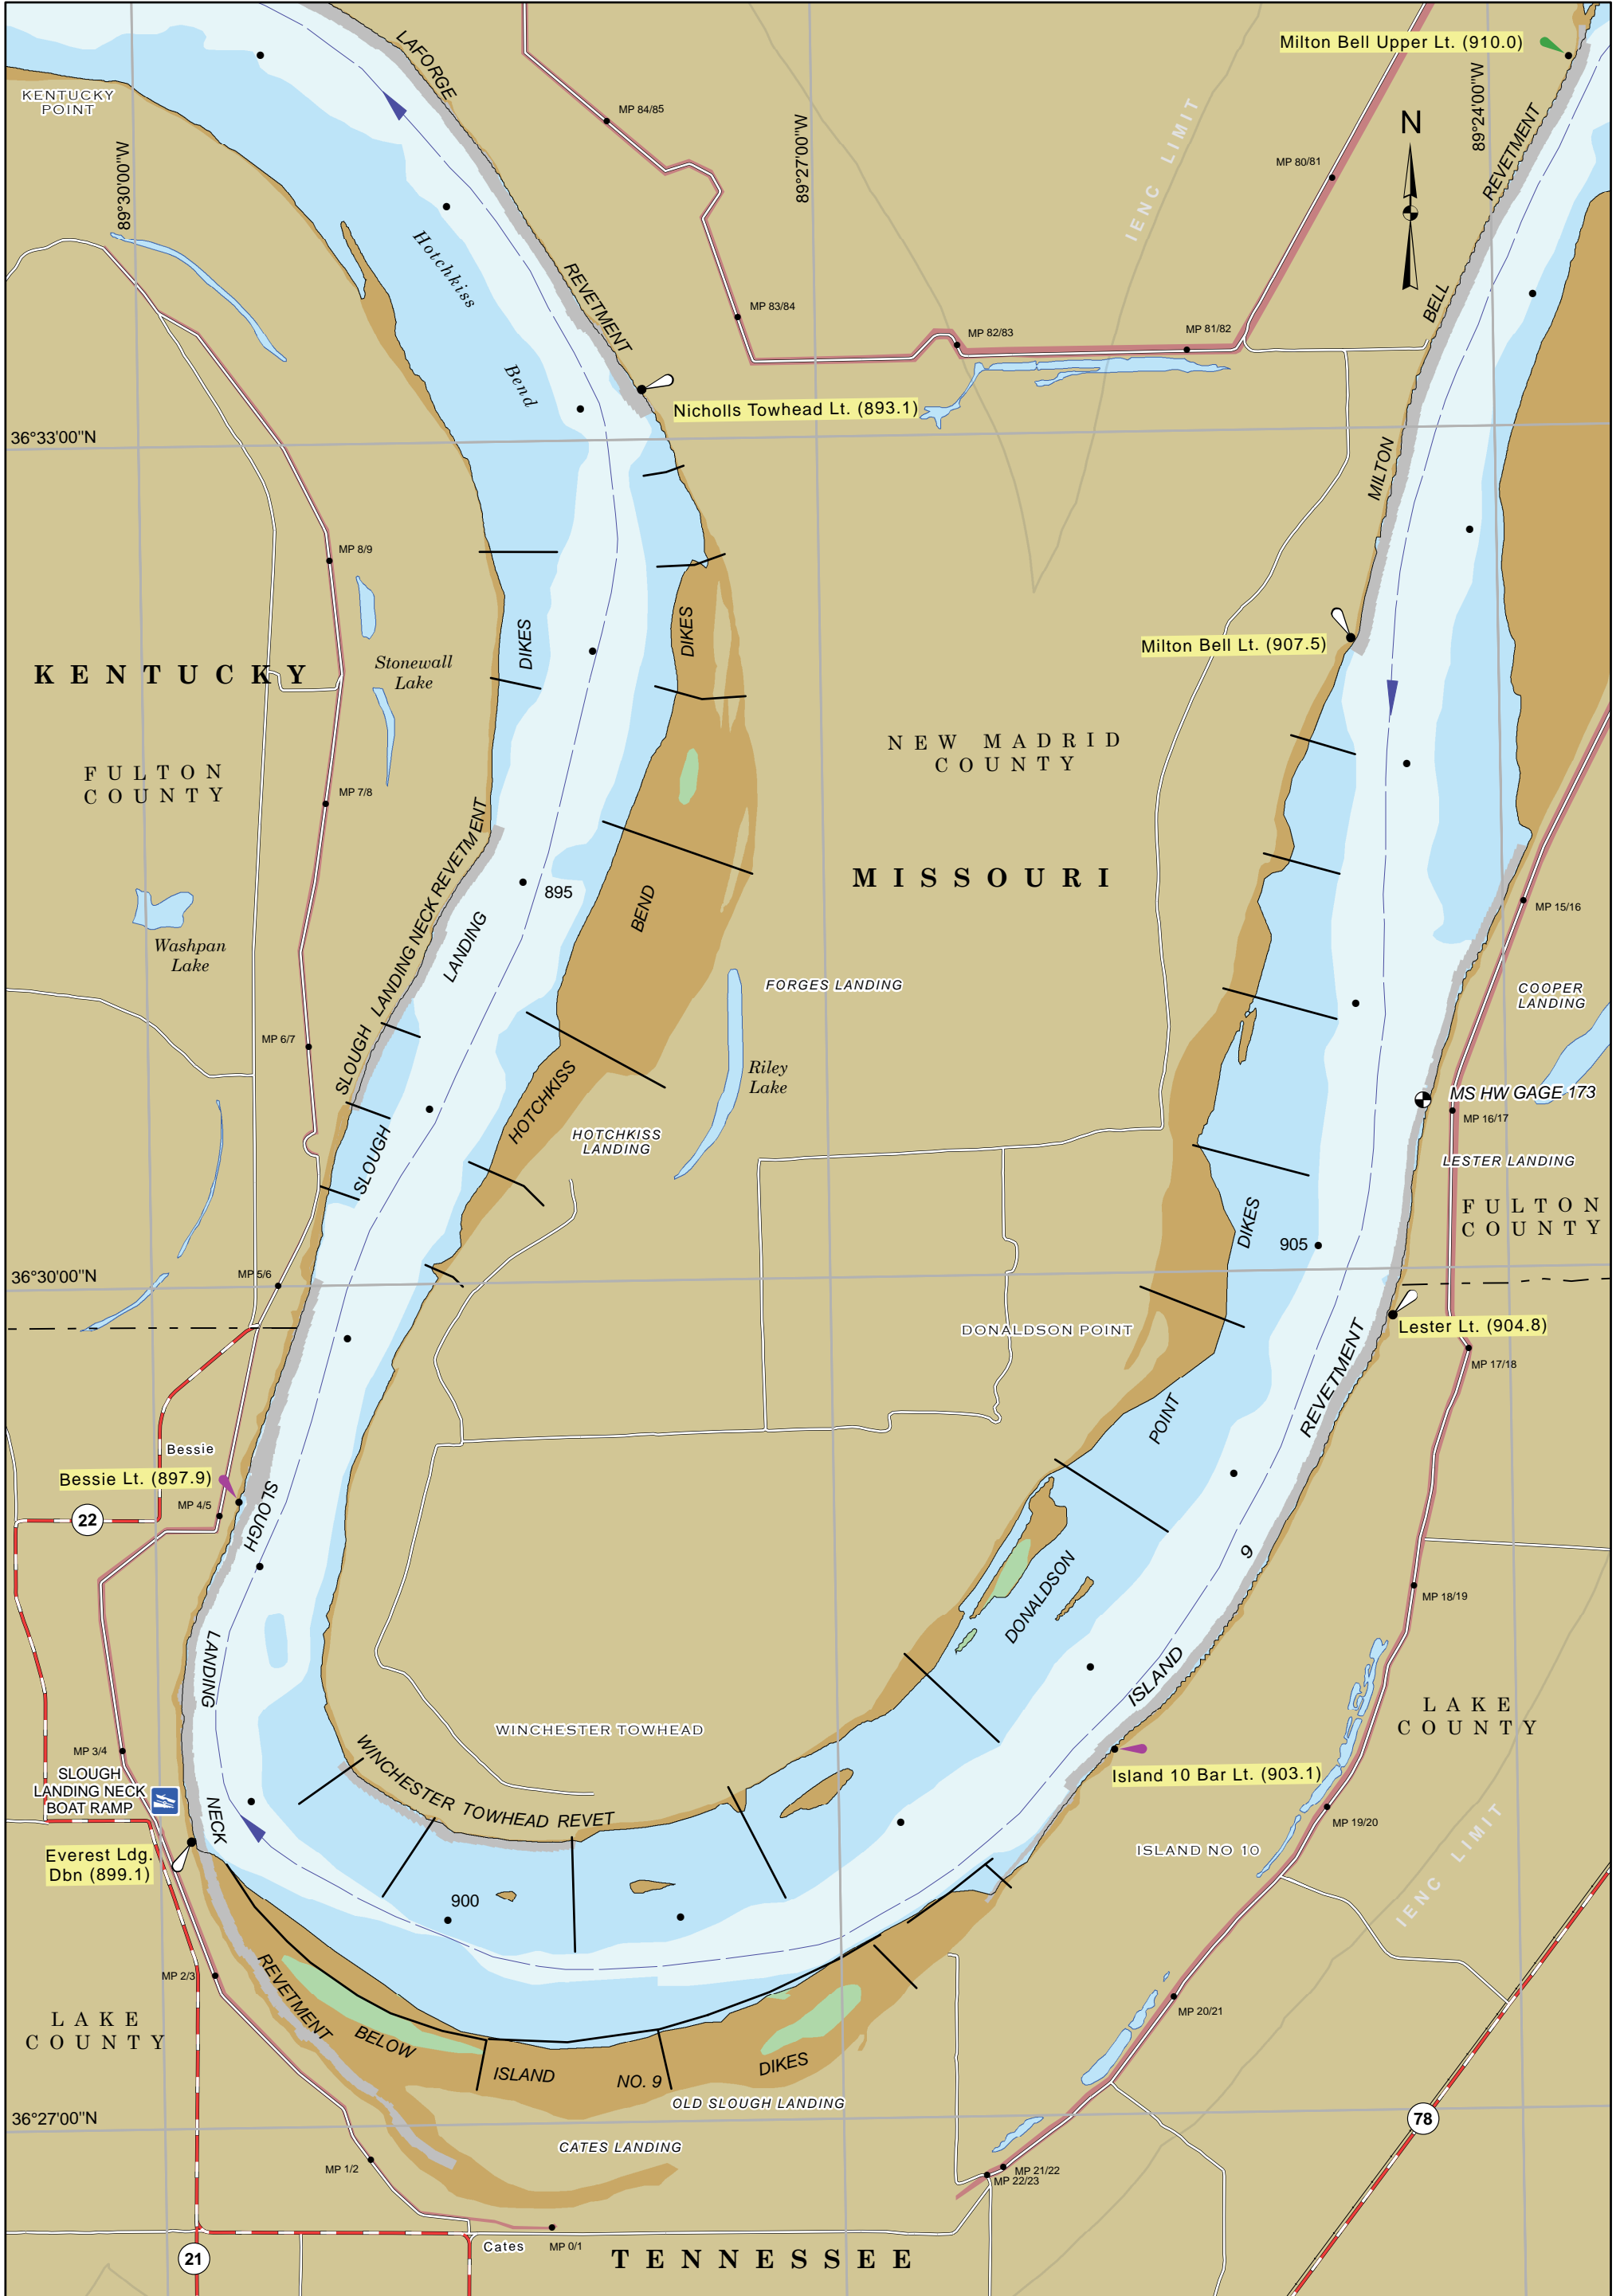 Milton Bell Upper Lt. (910.0)
LAFORGE
KENTUCKY
POINT
MP 84/85
89°30'00"W
89°27'00"W
89°24'00"W
N
IENC LIMIT
MP 80/81
REVETMENT
Hotchkiss
Bend
REVETMENT
MP 83/84
MP 82/83
MP 81/82
BELL
Nicholls Towhead Lt. (893.1)
36°33'00"N
MILTON
MP 8/9
DIKES
DIKES
Milton Bell Lt. (907.5)
Stonewall
Lake
KENTUCKY
NEW MADRID
COUNTY
FULTON
COUNTY
MP 7/8
MISSOURI
895
BEND
SLOUGH LANDING NECK REVETMENT
LANDING
MP 15/16
Washpan
Lake
FORGES LANDING
COOPER
LANDING
MP 6/7
Riley
Lake
HOTCHKISS
HOTCHKISS
LANDING
SLOUGH
MS HW GAGE 173
MP 16/17
LESTER LANDING
FULTON
COUNTY
DIKES
905
36°30'00"N
MP 5/6
DONALDSON POINT
Lester Lt. (904.8)
MP 17/18
REVETMENT
POINT
Bessie
Bessie Lt. (897.9)
MP 4/5
22
SLOUGH
9
DONALDSON
MP 18/19
LANDING
ISLAND
LAKE
COUNTY
WINCHESTER TOWHEAD
WINCHESTER TOWHEAD REVET
MP 3/4
SLOUGH
LANDING NECK
BOAT RAMP
NECK
Island 10 Bar Lt. (903.1)
MP 19/20
Everest Ldg.
Dbn (899.1)
ISLAND NO 10
IENC LIMIT
900
MP 2/3
REVETMENT
BELOW
ISLAND
NO. 9
DIKES
LAKE
COUNTY
MP 20/21
OLD SLOUGH LANDING
36°27'00"N
78
CATES LANDING
MP 1/2
MP 21/22
MP 22/23
21
Cates
MP 0/1
TENNESSEE